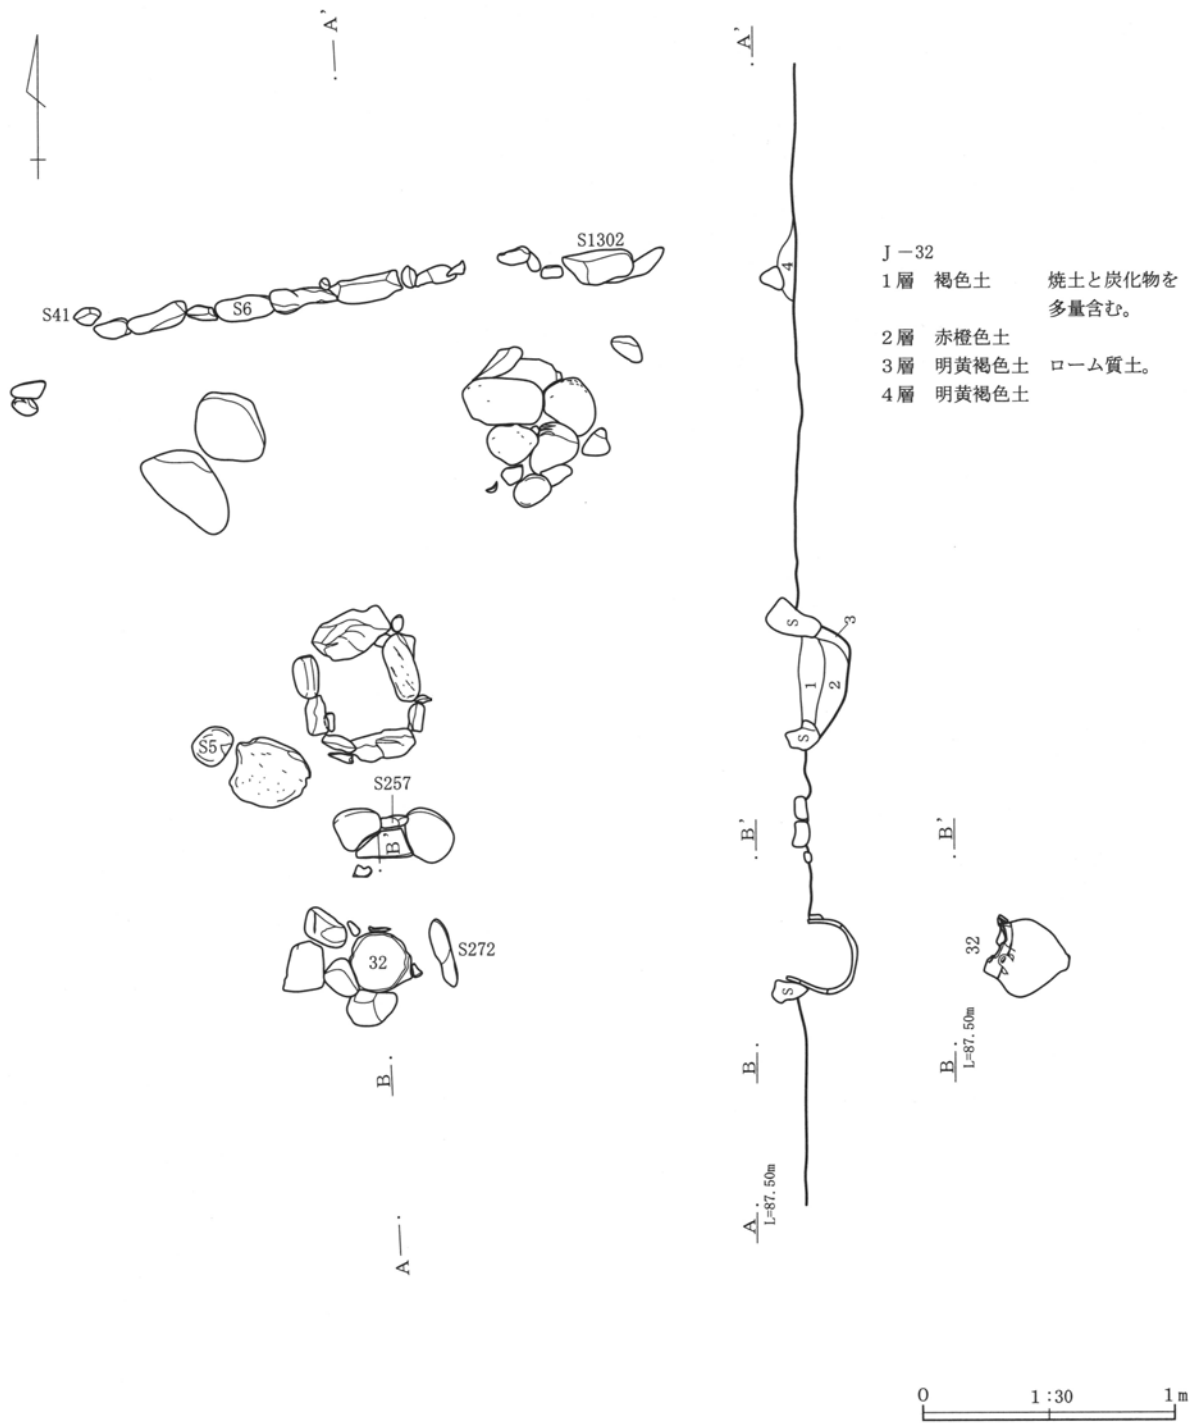 A'
A'
S1302
S41
S6
4
J－32
1層　褐色土　焼土と炭化物を
多量含む。
2層　赤橙色土
3層　明黄褐色土　ローム質土。
4層　明黄褐色土
S
3
1
2
S
S5
S257
B'
B'
B'
32
S272
S
32
B
B
B
L=87.50m
A
L=87.50m
A
0　1:30　1m